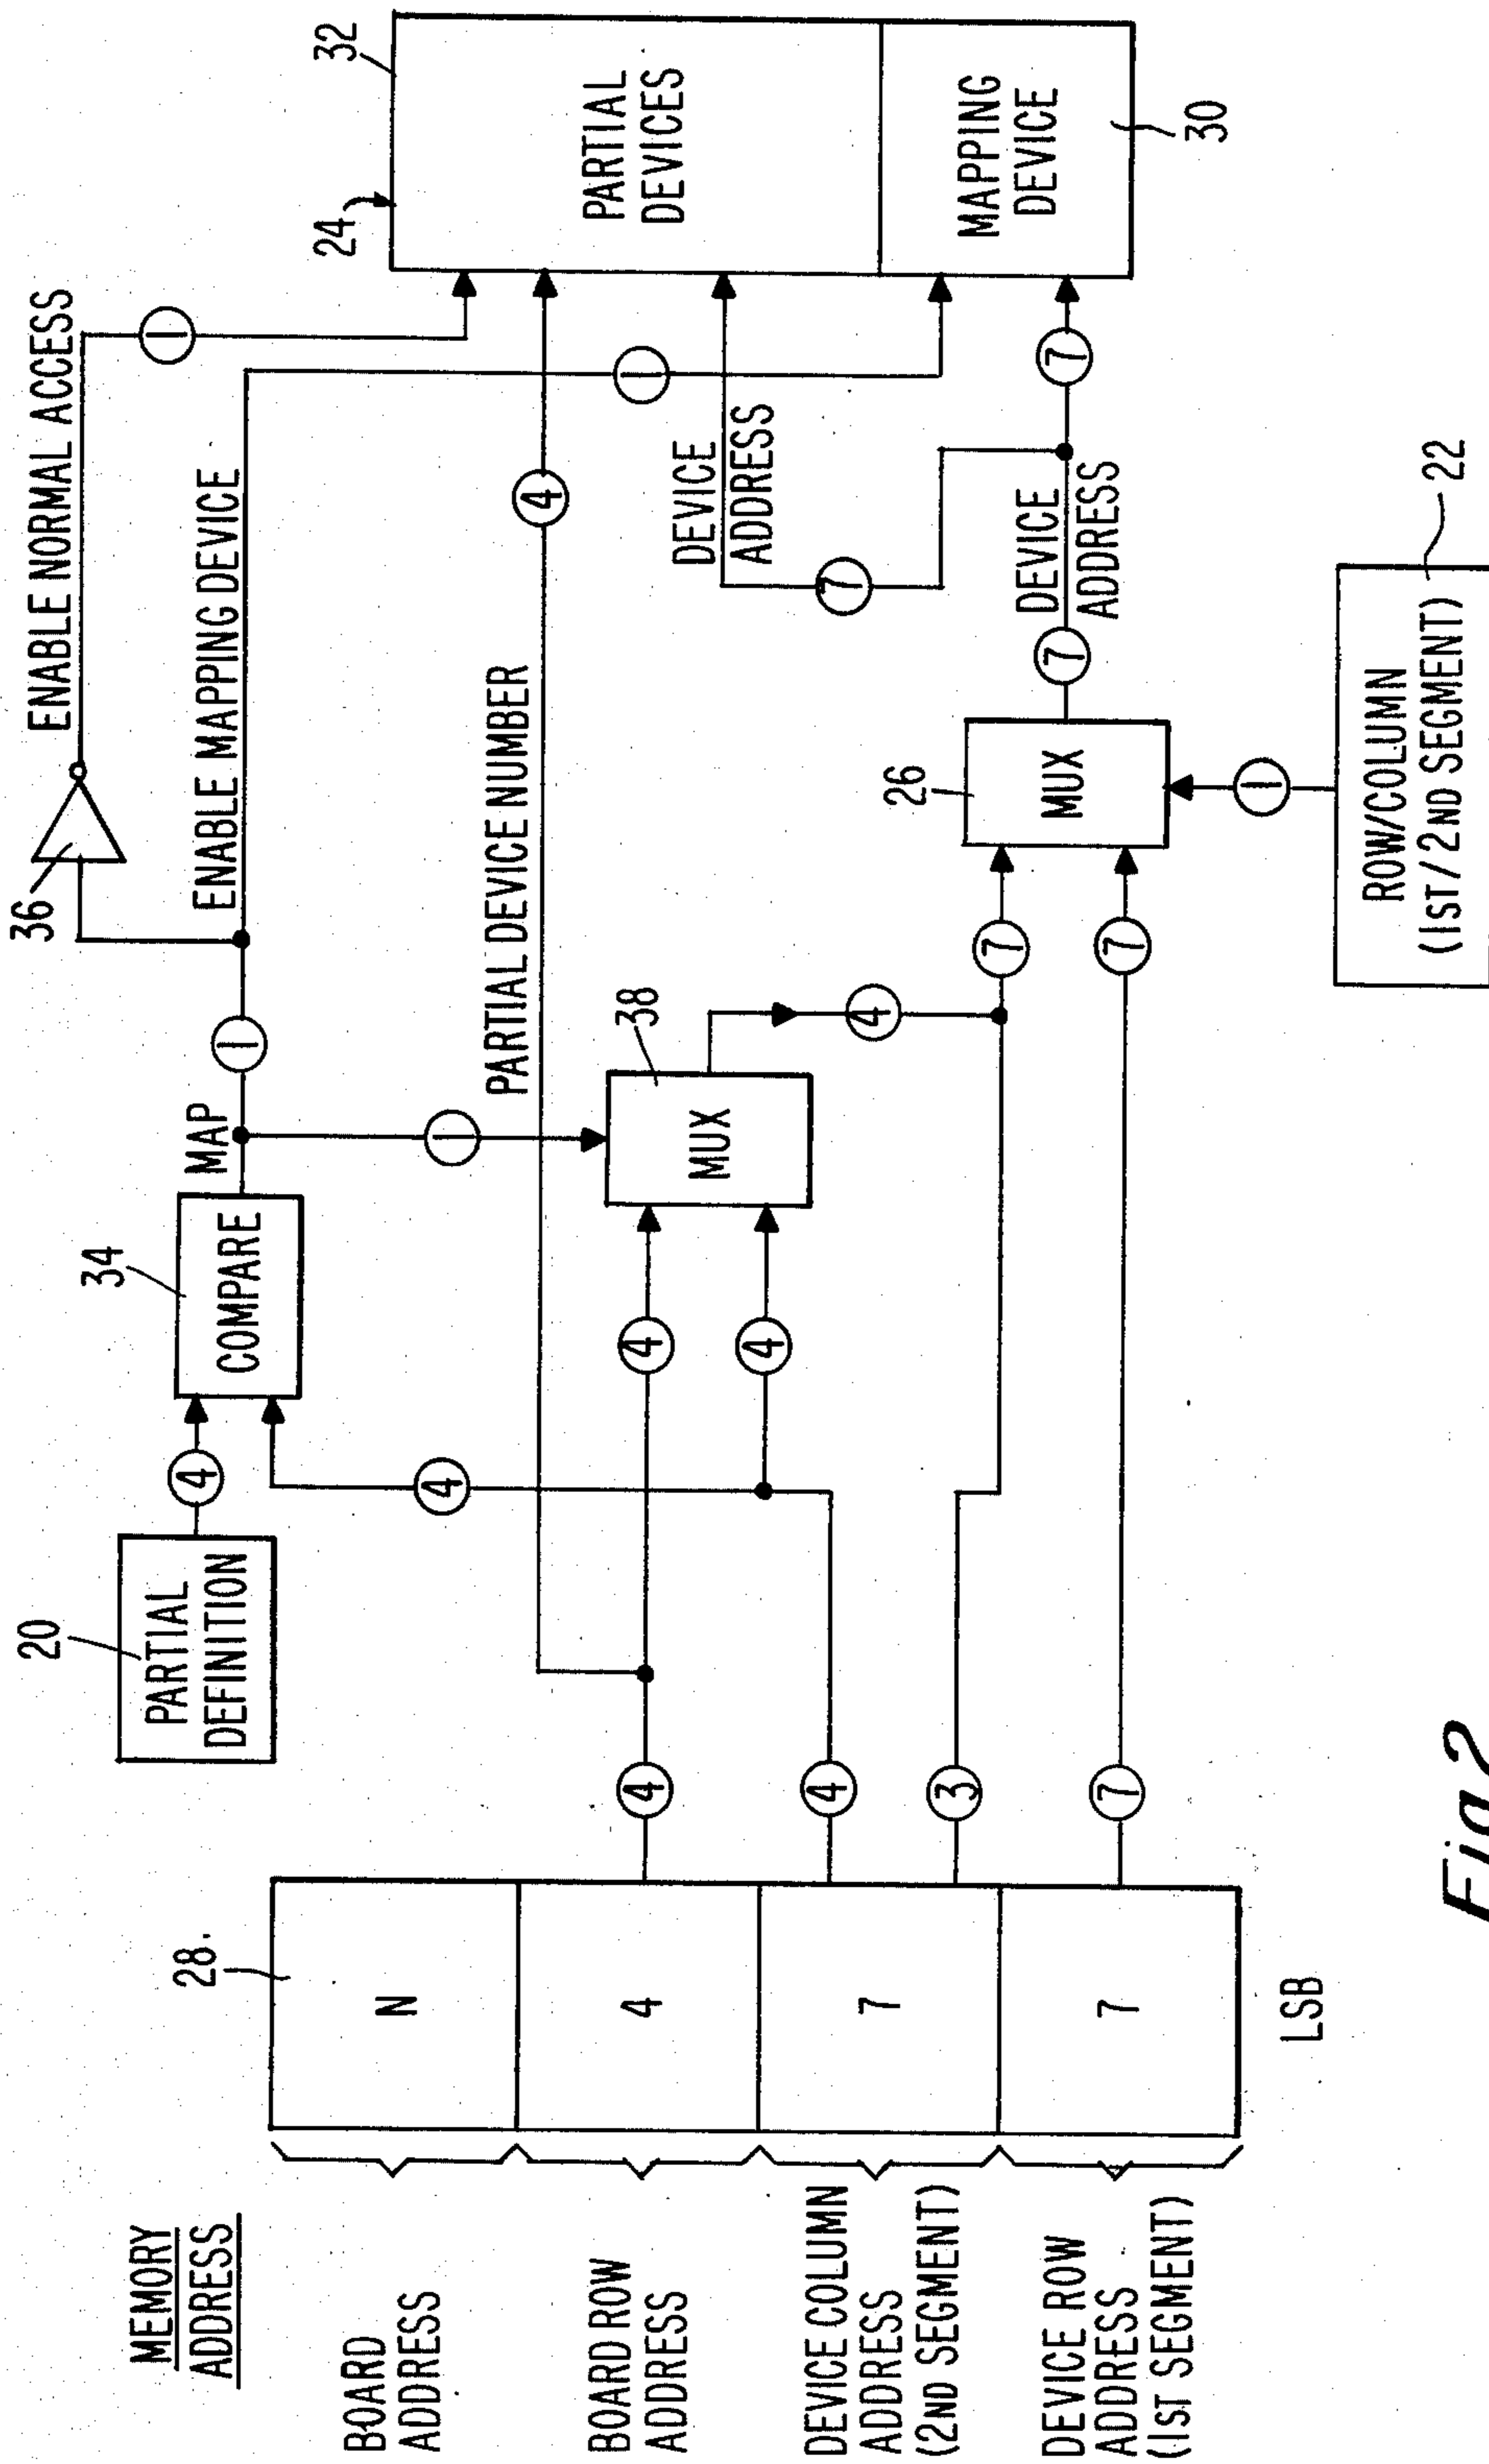 MEMORY
ADDRESS
BOARD
ADDRESS
BOARD ROW
ADDRESS
DEVICE COLUMN
ADDRESS
(2ND SEGMENT)
DEVICE ROW
ADDRESS
(1ST SEGMENT)
28.
N
4
7
7
LSB
4
4
3
7
20
PARTIAL
DEFINITION
4
4
34
COMPARE
MAP
1
1
4
4
38
MUX
4
7
7
36
ENABLE NORMAL ACCESS
1
ENABLE MAPPING DEVICE
1
PARTIAL DEVICE NUMBER
4
26
MUX
1
ROW/COLUMN
(1ST/2ND SEGMENT)
22
7
DEVICE
ADDRESS
7
DEVICE
ADDRESS
7
24
32
PARTIAL
DEVICES
MAPPING
DEVICE
30
Fig. 2